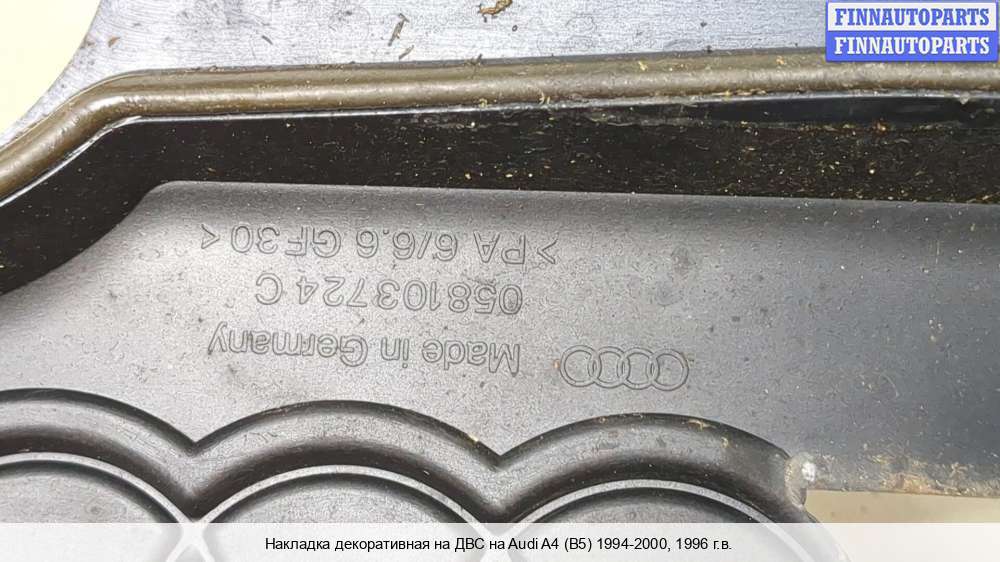 FINNAUTOPARTS
FINNAUTOPARTS
>PA 6/6.6 GF30<
058103724 C
Made in Germany
Накладка декоративная на ДВС на Audi A4 (B5) 1994-2000, 1996 г.в.